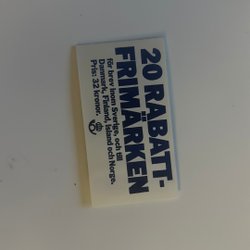 20 RABATT-
FRIMÄRKEN
för brev inom Sverige, och till
Danmark, Finland, Island och Norge.
Pris: 32 kronor.